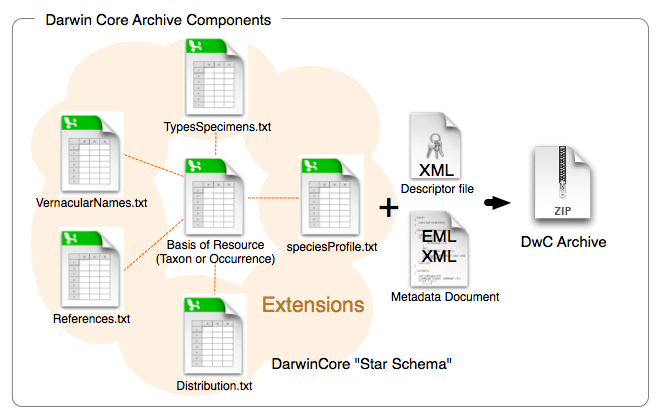 Darwin Core Archive Components
TypesSpecimens.txt
VernacularNames.txt
Basis of Resource
(Taxon or Occurrence)
speciesProfile.txt
References.txt
Extensions
Distribution.txt
DarwinCore "Star Schema"
+
XML
Descriptor file
EML
XML
Metadata Document
ZIP
DwC Archive